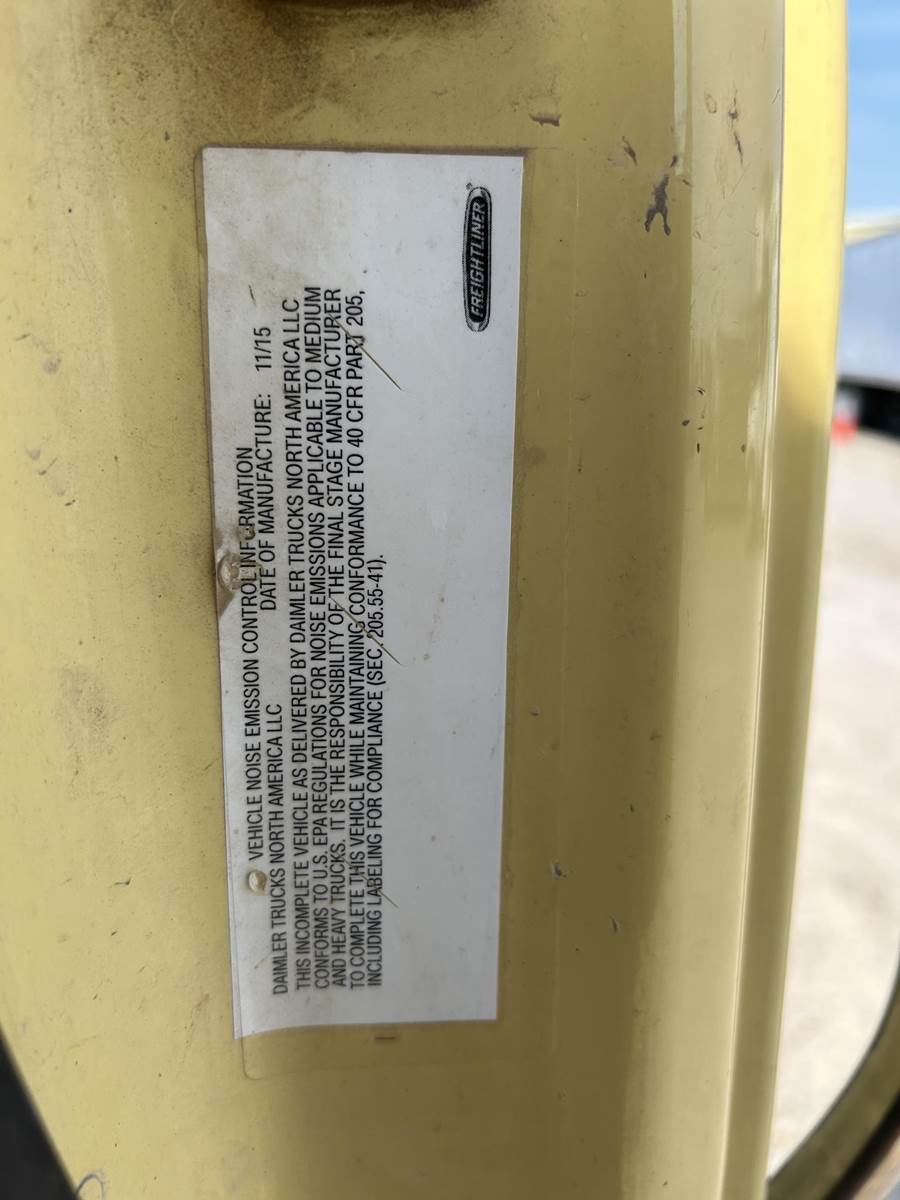 VEHICLE NOISE EMISSION CONTROL INFORMATION
DAIMLER TRUCKS NORTH AMERICA LLC DATE OF MANUFACTURE: 11/15
THIS INCOMPLETE VEHICLE AS DELIVERED BY DAIMLER TRUCKS NORTH AMERICA LLC
CONFORMS TO U.S. EPA REGULATIONS FOR NOISE EMISSIONS APPLICABLE TO MEDIUM
AND HEAVY TRUCKS. IT IS THE RESPONSIBILITY OF THE FINAL STAGE MANUFACTURER
TO COMPLETE THIS VEHICLE WHILE MAINTAINING CONFORMANCE TO 40 CFR PART 205,
INCLUDING LABELING FOR COMPLIANCE (SEC. 205.55-41).
FREIGHTLINER